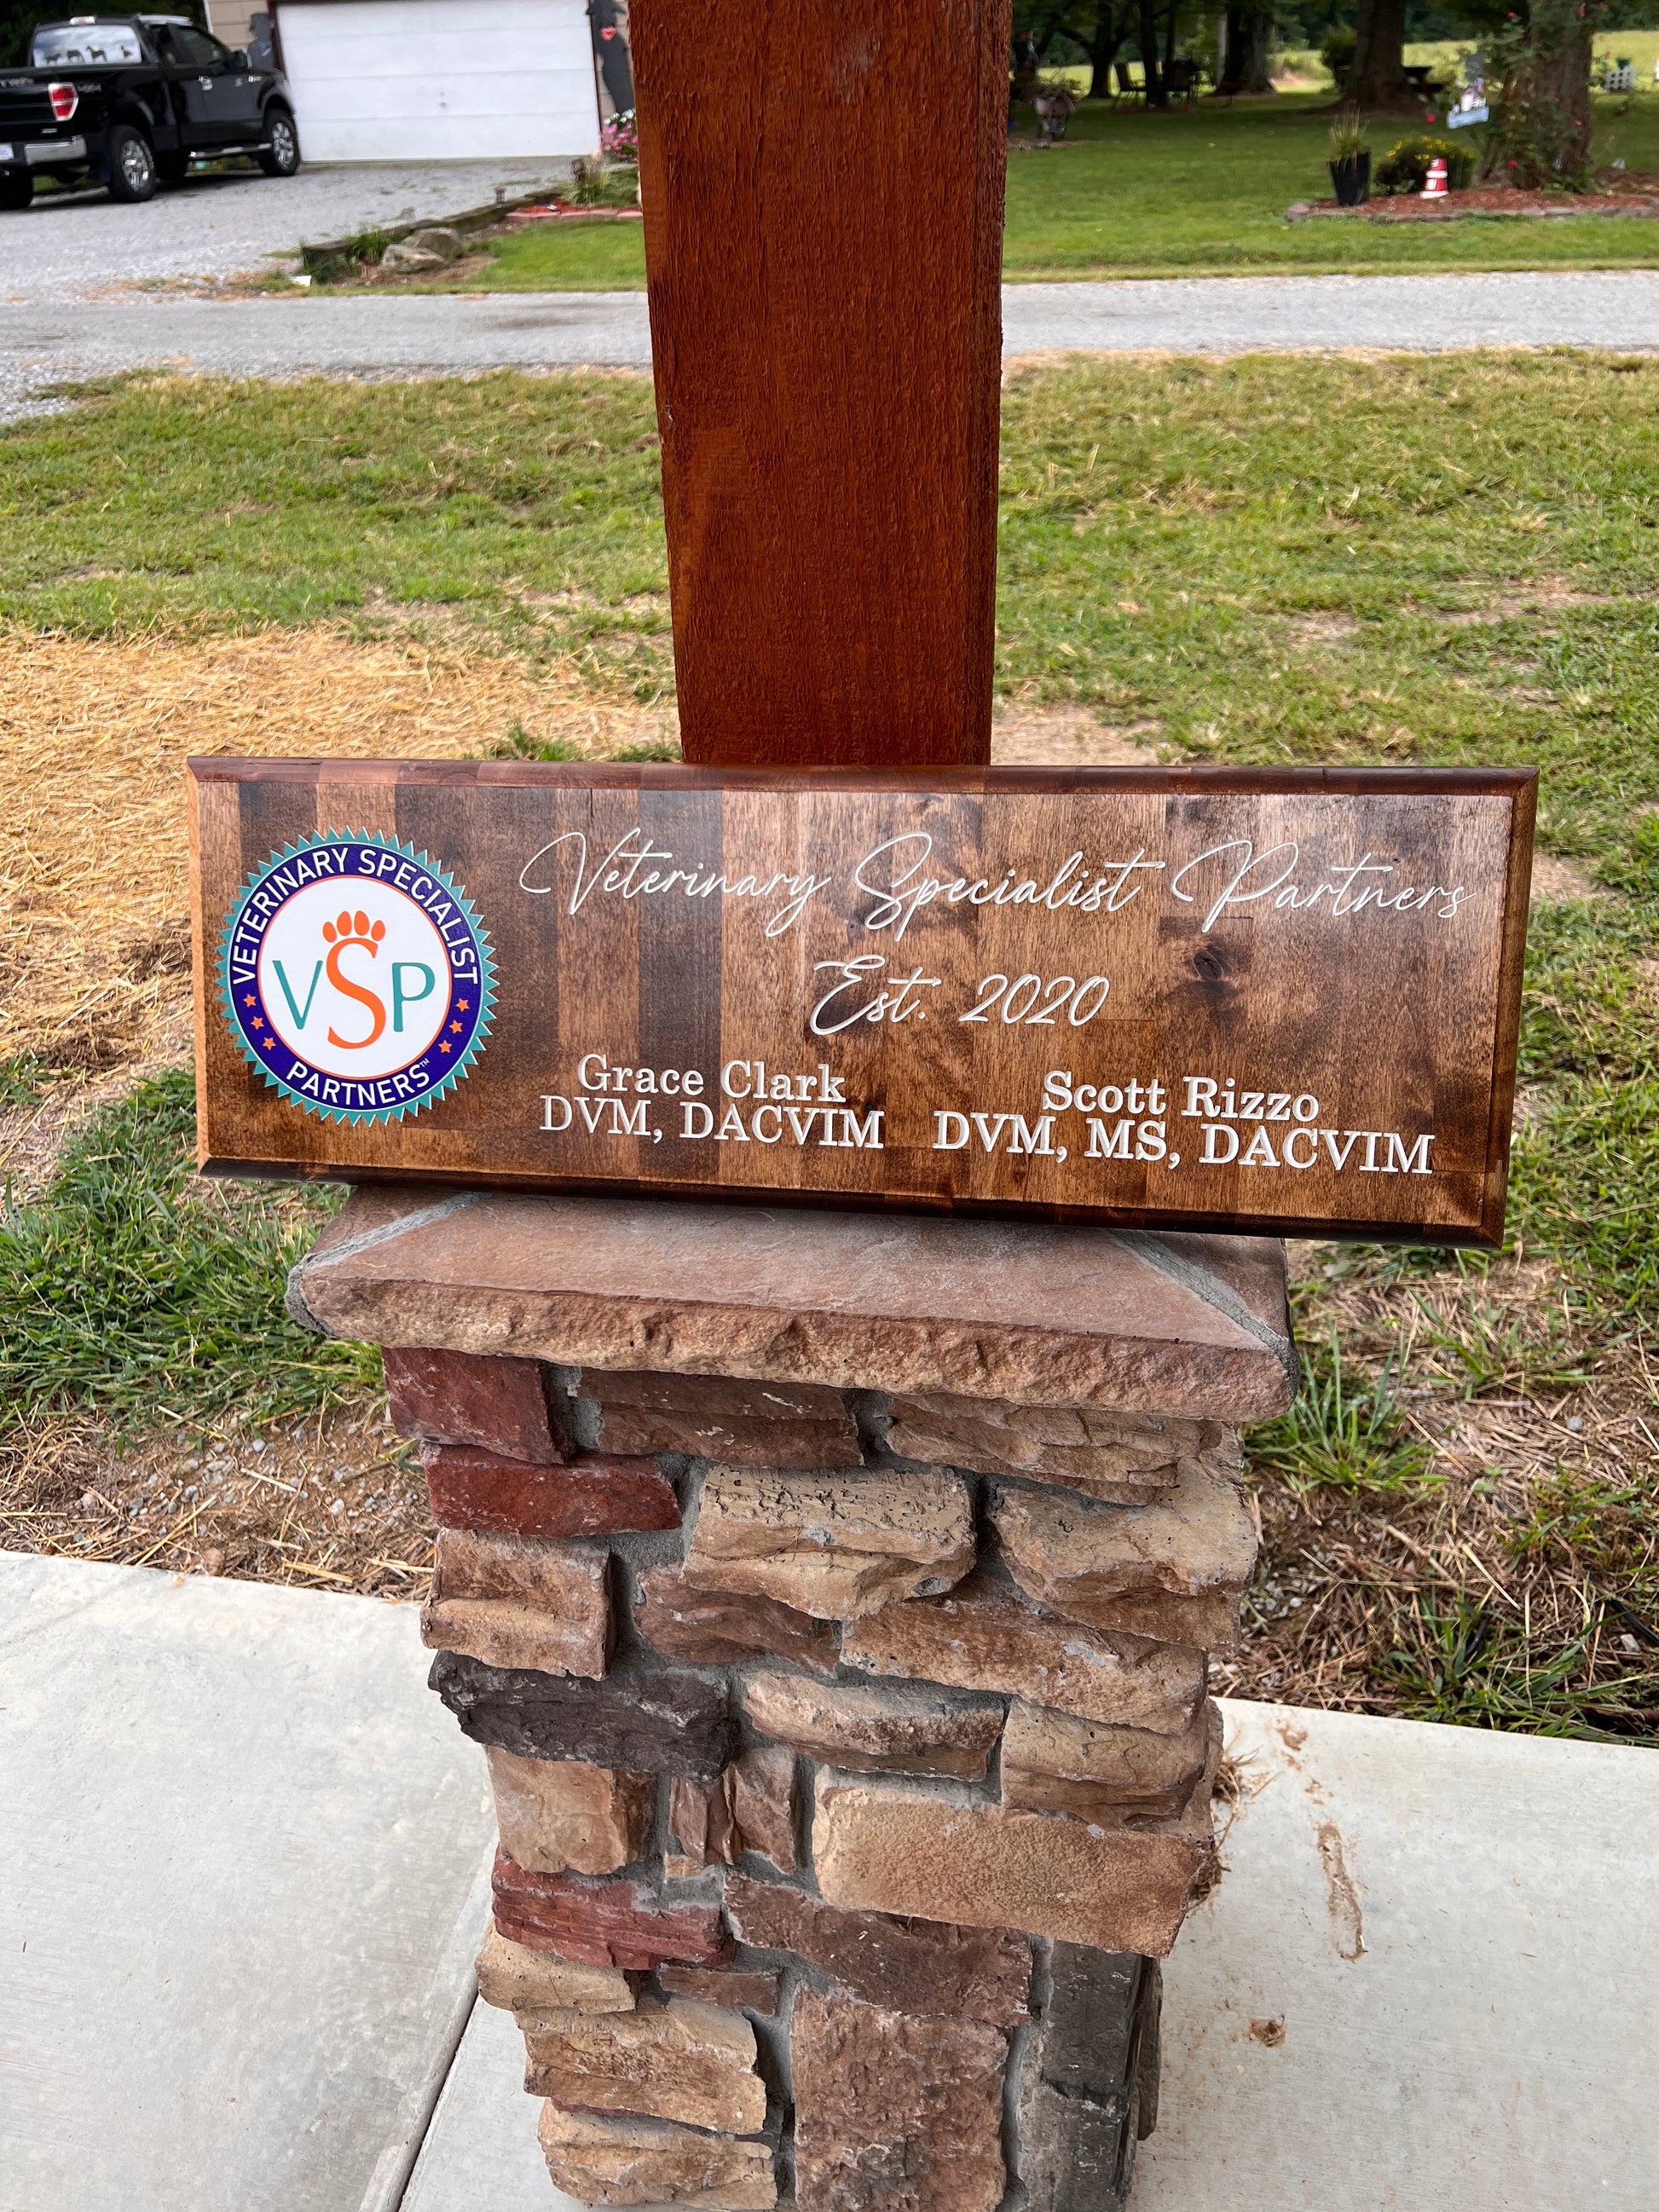 VETERINARY SPECIALIST
VSP
PARTNERS™
Veterinary Specialist Partners
Est. 2020
Grace Clark
DVM, DACVIM
Scott Rizzo
DVM, MS, DACVIM